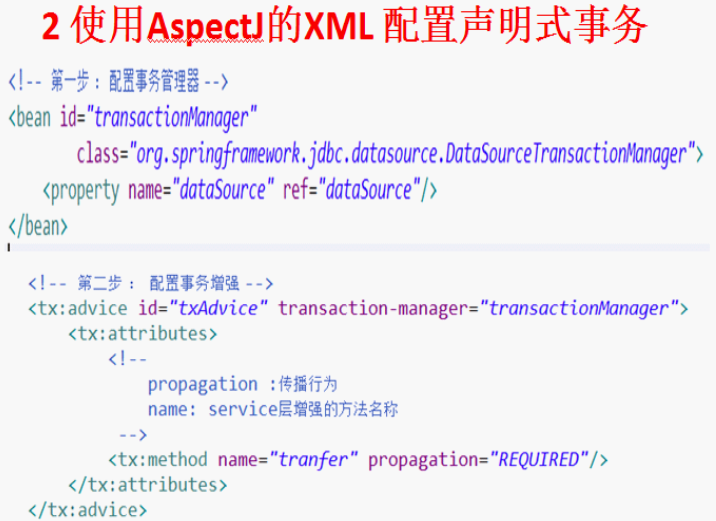 2 使用AspectJ的XML 配置声明式事务
<!-- 第一步 : 配置事务管理器 -->
<bean id="transactionManager"
class="org.springframework.jdbc.datasource.DataSourceTransactionManager">
<property name="dataSource" ref="dataSource"/>
</bean>
<!-- 第二步 : 配置事务增强 -->
<tx:advice id="txAdvice" transaction-manager="transactionManager">
<tx:attributes>
<!--
propagation :传播行为
name: service层增强的方法名称
-->
<tx:method name="tranfer" propagation="REQUIRED"/>
</tx:attributes>
</tx:advice>